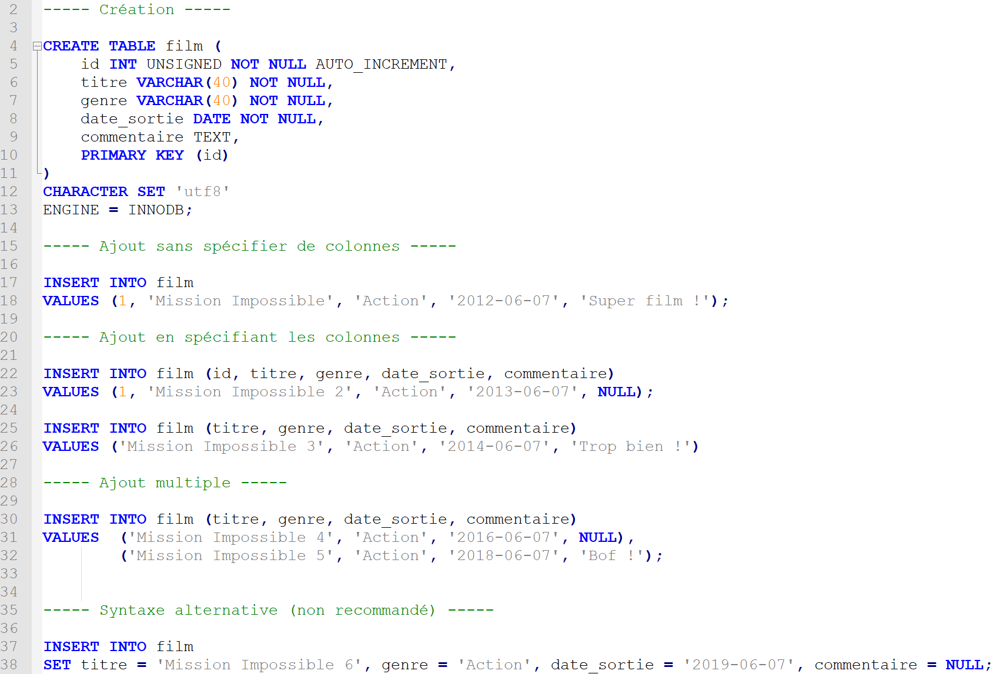 2 ----- Création -----
3
4 CREATE TABLE film (
5 id INT UNSIGNED NOT NULL AUTO_INCREMENT,
6 titre VARCHAR(40) NOT NULL,
7 genre VARCHAR(40) NOT NULL,
8 date_sortie DATE NOT NULL,
9 commentaire TEXT,
10 PRIMARY KEY (id)
11 )
12 CHARACTER SET 'utf8'
13 ENGINE = INNODB;
14
15 ----- Ajout sans spécifier de colonnes -----
16
17 INSERT INTO film
18 VALUES (1, 'Mission Impossible', 'Action', '2012-06-07', 'Super film !');
19
20 ----- Ajout en spécifiant les colonnes -----
21
22 INSERT INTO film (id, titre, genre, date_sortie, commentaire)
23 VALUES (1, 'Mission Impossible 2', 'Action', '2013-06-07', NULL);
24
25 INSERT INTO film (titre, genre, date_sortie, commentaire)
26 VALUES ('Mission Impossible 3', 'Action', '2014-06-07', 'Trop bien !')
27
28 ----- Ajout multiple -----
29
30 INSERT INTO film (titre, genre, date_sortie, commentaire)
31 VALUES ('Mission Impossible 4', 'Action', '2016-06-07', NULL),
32 ('Mission Impossible 5', 'Action', '2018-06-07', 'Bof !');
33
34
35 ----- Syntaxe alternative (non recommandé) -----
36
37 INSERT INTO film
38 SET titre = 'Mission Impossible 6', genre = 'Action', date_sortie = '2019-06-07', commentaire = NULL;